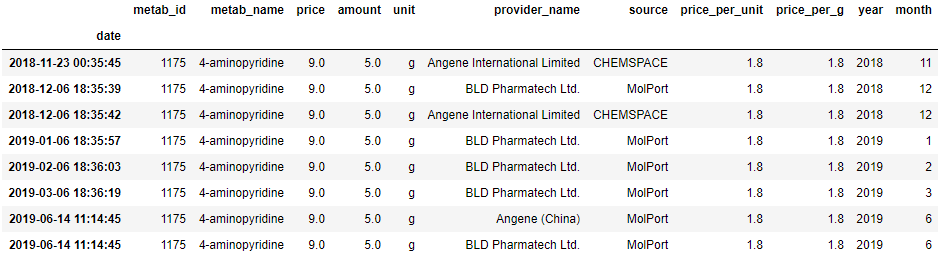 metab_id metab_name price amount unit provider_name source price_per_unit price_per_g year month
date
2018-11-23 00:35:45 1175 4-aminopyridine 9.0 5.0 g Angene International Limited CHEMSPACE 1.8 1.8 2018 11
2018-12-06 18:35:39 1175 4-aminopyridine 9.0 5.0 g BLD Pharmatech Ltd. MolPort 1.8 1.8 2018 12
2018-12-06 18:35:42 1175 4-aminopyridine 9.0 5.0 g Angene International Limited CHEMSPACE 1.8 1.8 2018 12
2019-01-06 18:35:57 1175 4-aminopyridine 9.0 5.0 g BLD Pharmatech Ltd. MolPort 1.8 1.8 2019 1
2019-02-06 18:36:03 1175 4-aminopyridine 9.0 5.0 g BLD Pharmatech Ltd. MolPort 1.8 1.8 2019 2
2019-03-06 18:36:19 1175 4-aminopyridine 9.0 5.0 g BLD Pharmatech Ltd. MolPort 1.8 1.8 2019 3
2019-06-14 11:14:45 1175 4-aminopyridine 9.0 5.0 g Angene (China) MolPort 1.8 1.8 2019 6
2019-06-14 11:14:45 1175 4-aminopyridine 9.0 5.0 g BLD Pharmatech Ltd. MolPort 1.8 1.8 2019 6